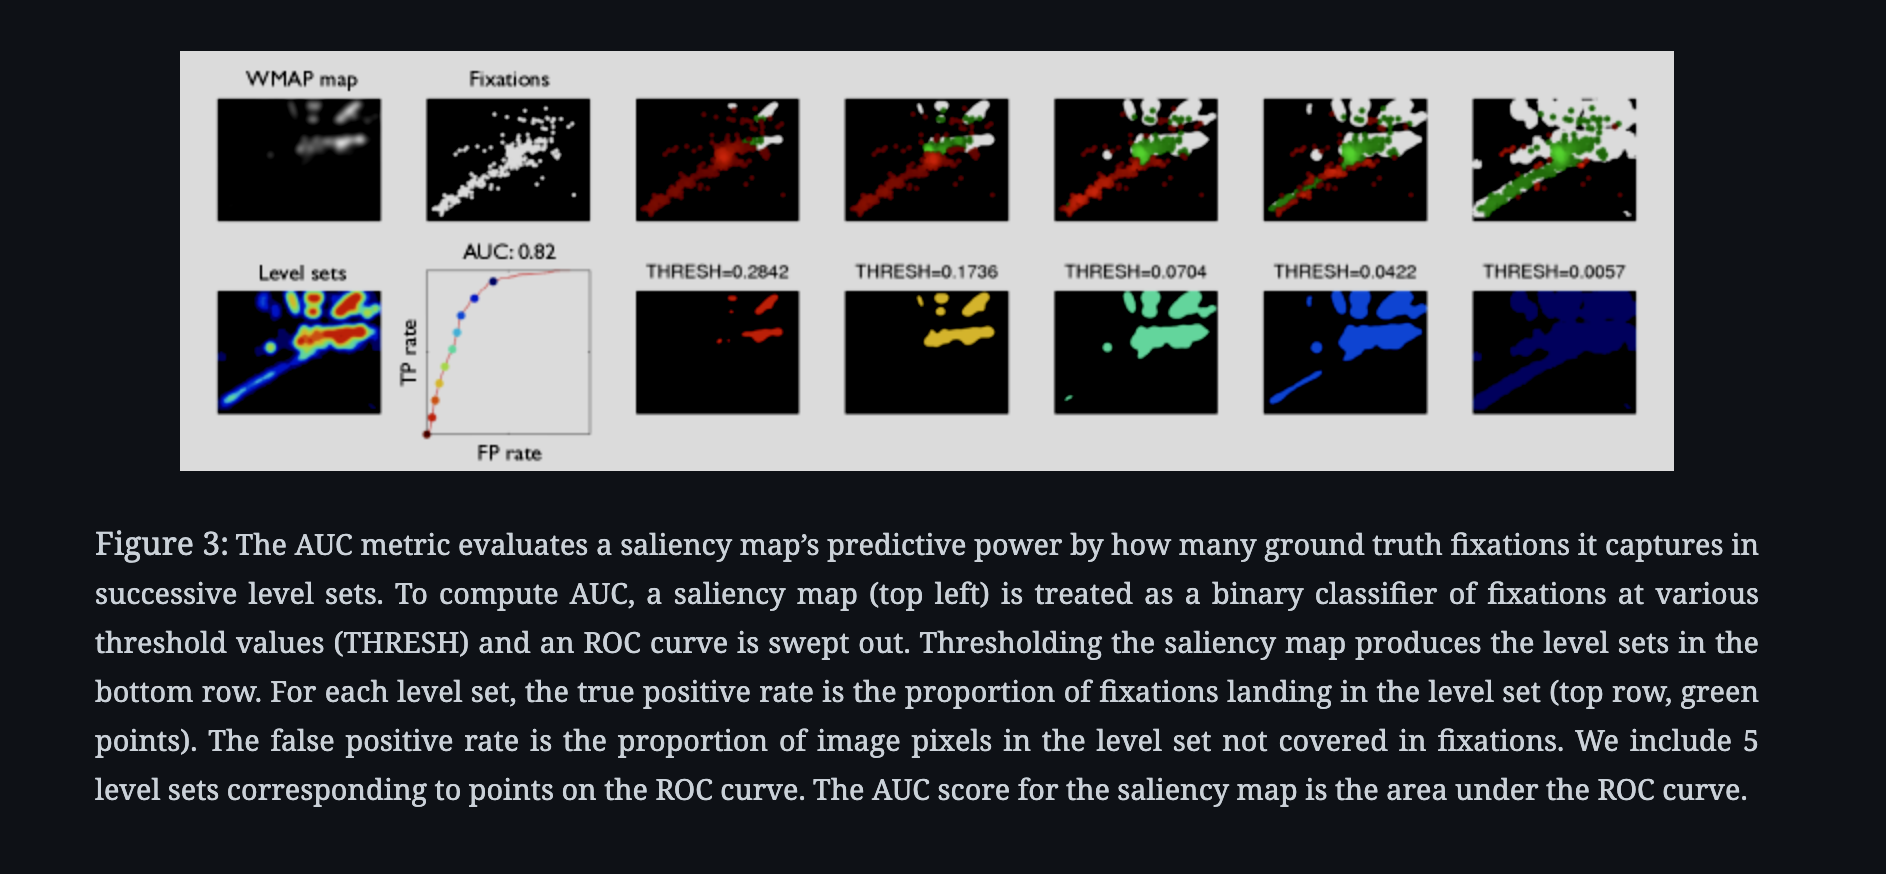 WMAP map
Fixations
Level sets
AUC: 0.82
TP rate
FP rate
THRESH=0.2842
THRESH=0.1736
THRESH=0.0704
THRESH=0.0422
THRESH=0.0057
Figure 3: The AUC metric evaluates a saliency map’s predictive power by how many ground truth fixations it captures in
successive level sets. To compute AUC, a saliency map (top left) is treated as a binary classifier of fixations at various
threshold values (THRESH) and an ROC curve is swept out. Thresholding the saliency map produces the level sets in the
bottom row. For each level set, the true positive rate is the proportion of fixations landing in the level set (top row, green
points). The false positive rate is the proportion of image pixels in the level set not covered in fixations. We include 5
level sets corresponding to points on the ROC curve. The AUC score for the saliency map is the area under the ROC curve.